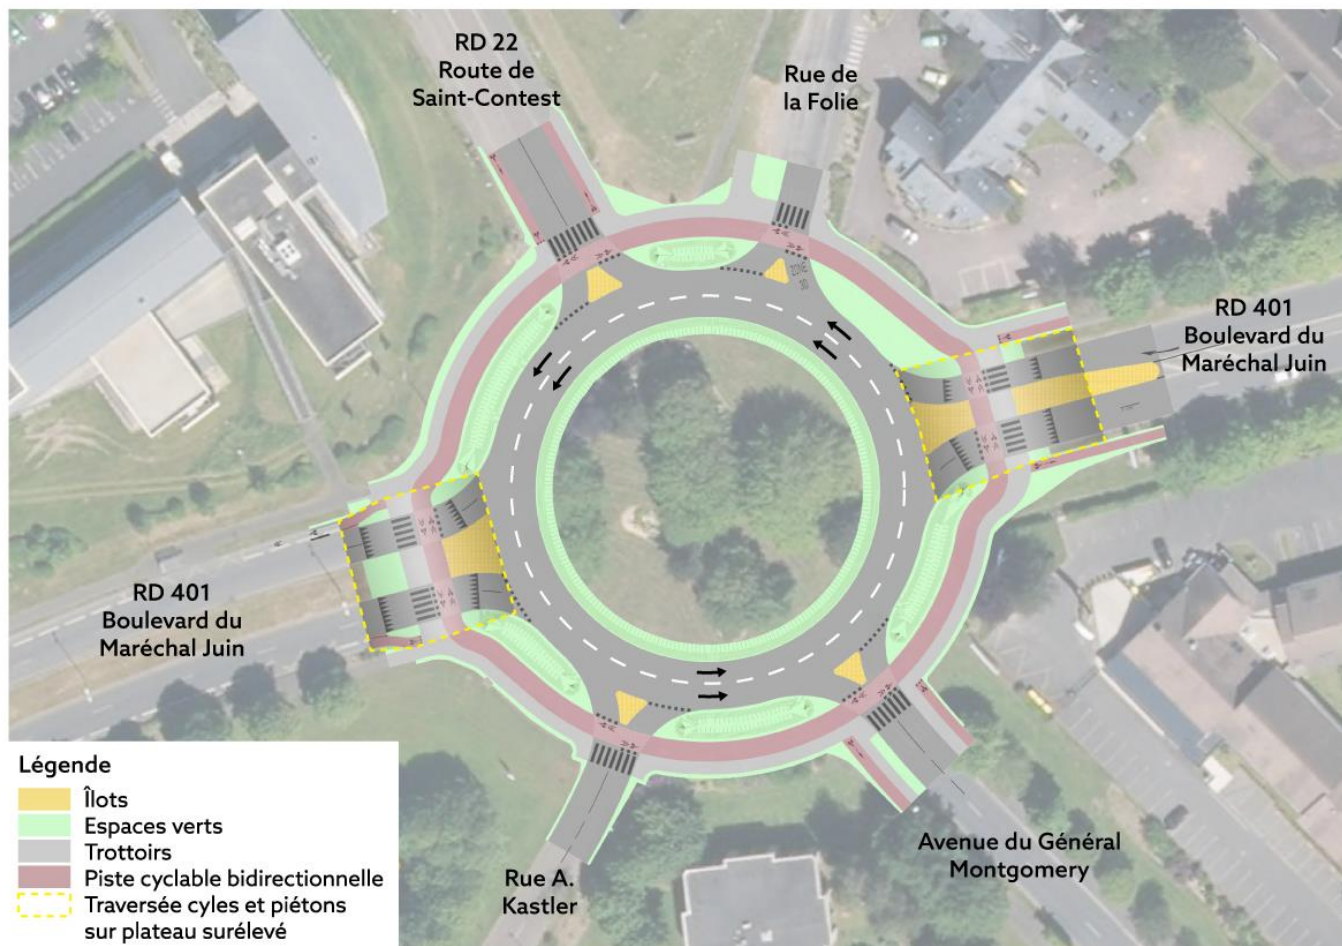 RD 22
Route de
Saint-Contest
Rue de
la Folie
RD 401
Boulevard du
Maréchal Juin
RD 401
Boulevard du
Maréchal Juin
Légende
Îlots
Espaces verts
Trottoirs
Piste cyclable bidirectionnelle
Traversée cyles et piétons
sur plateau surélevé
Rue A.
Kastler
Avenue du Général
Montgomery